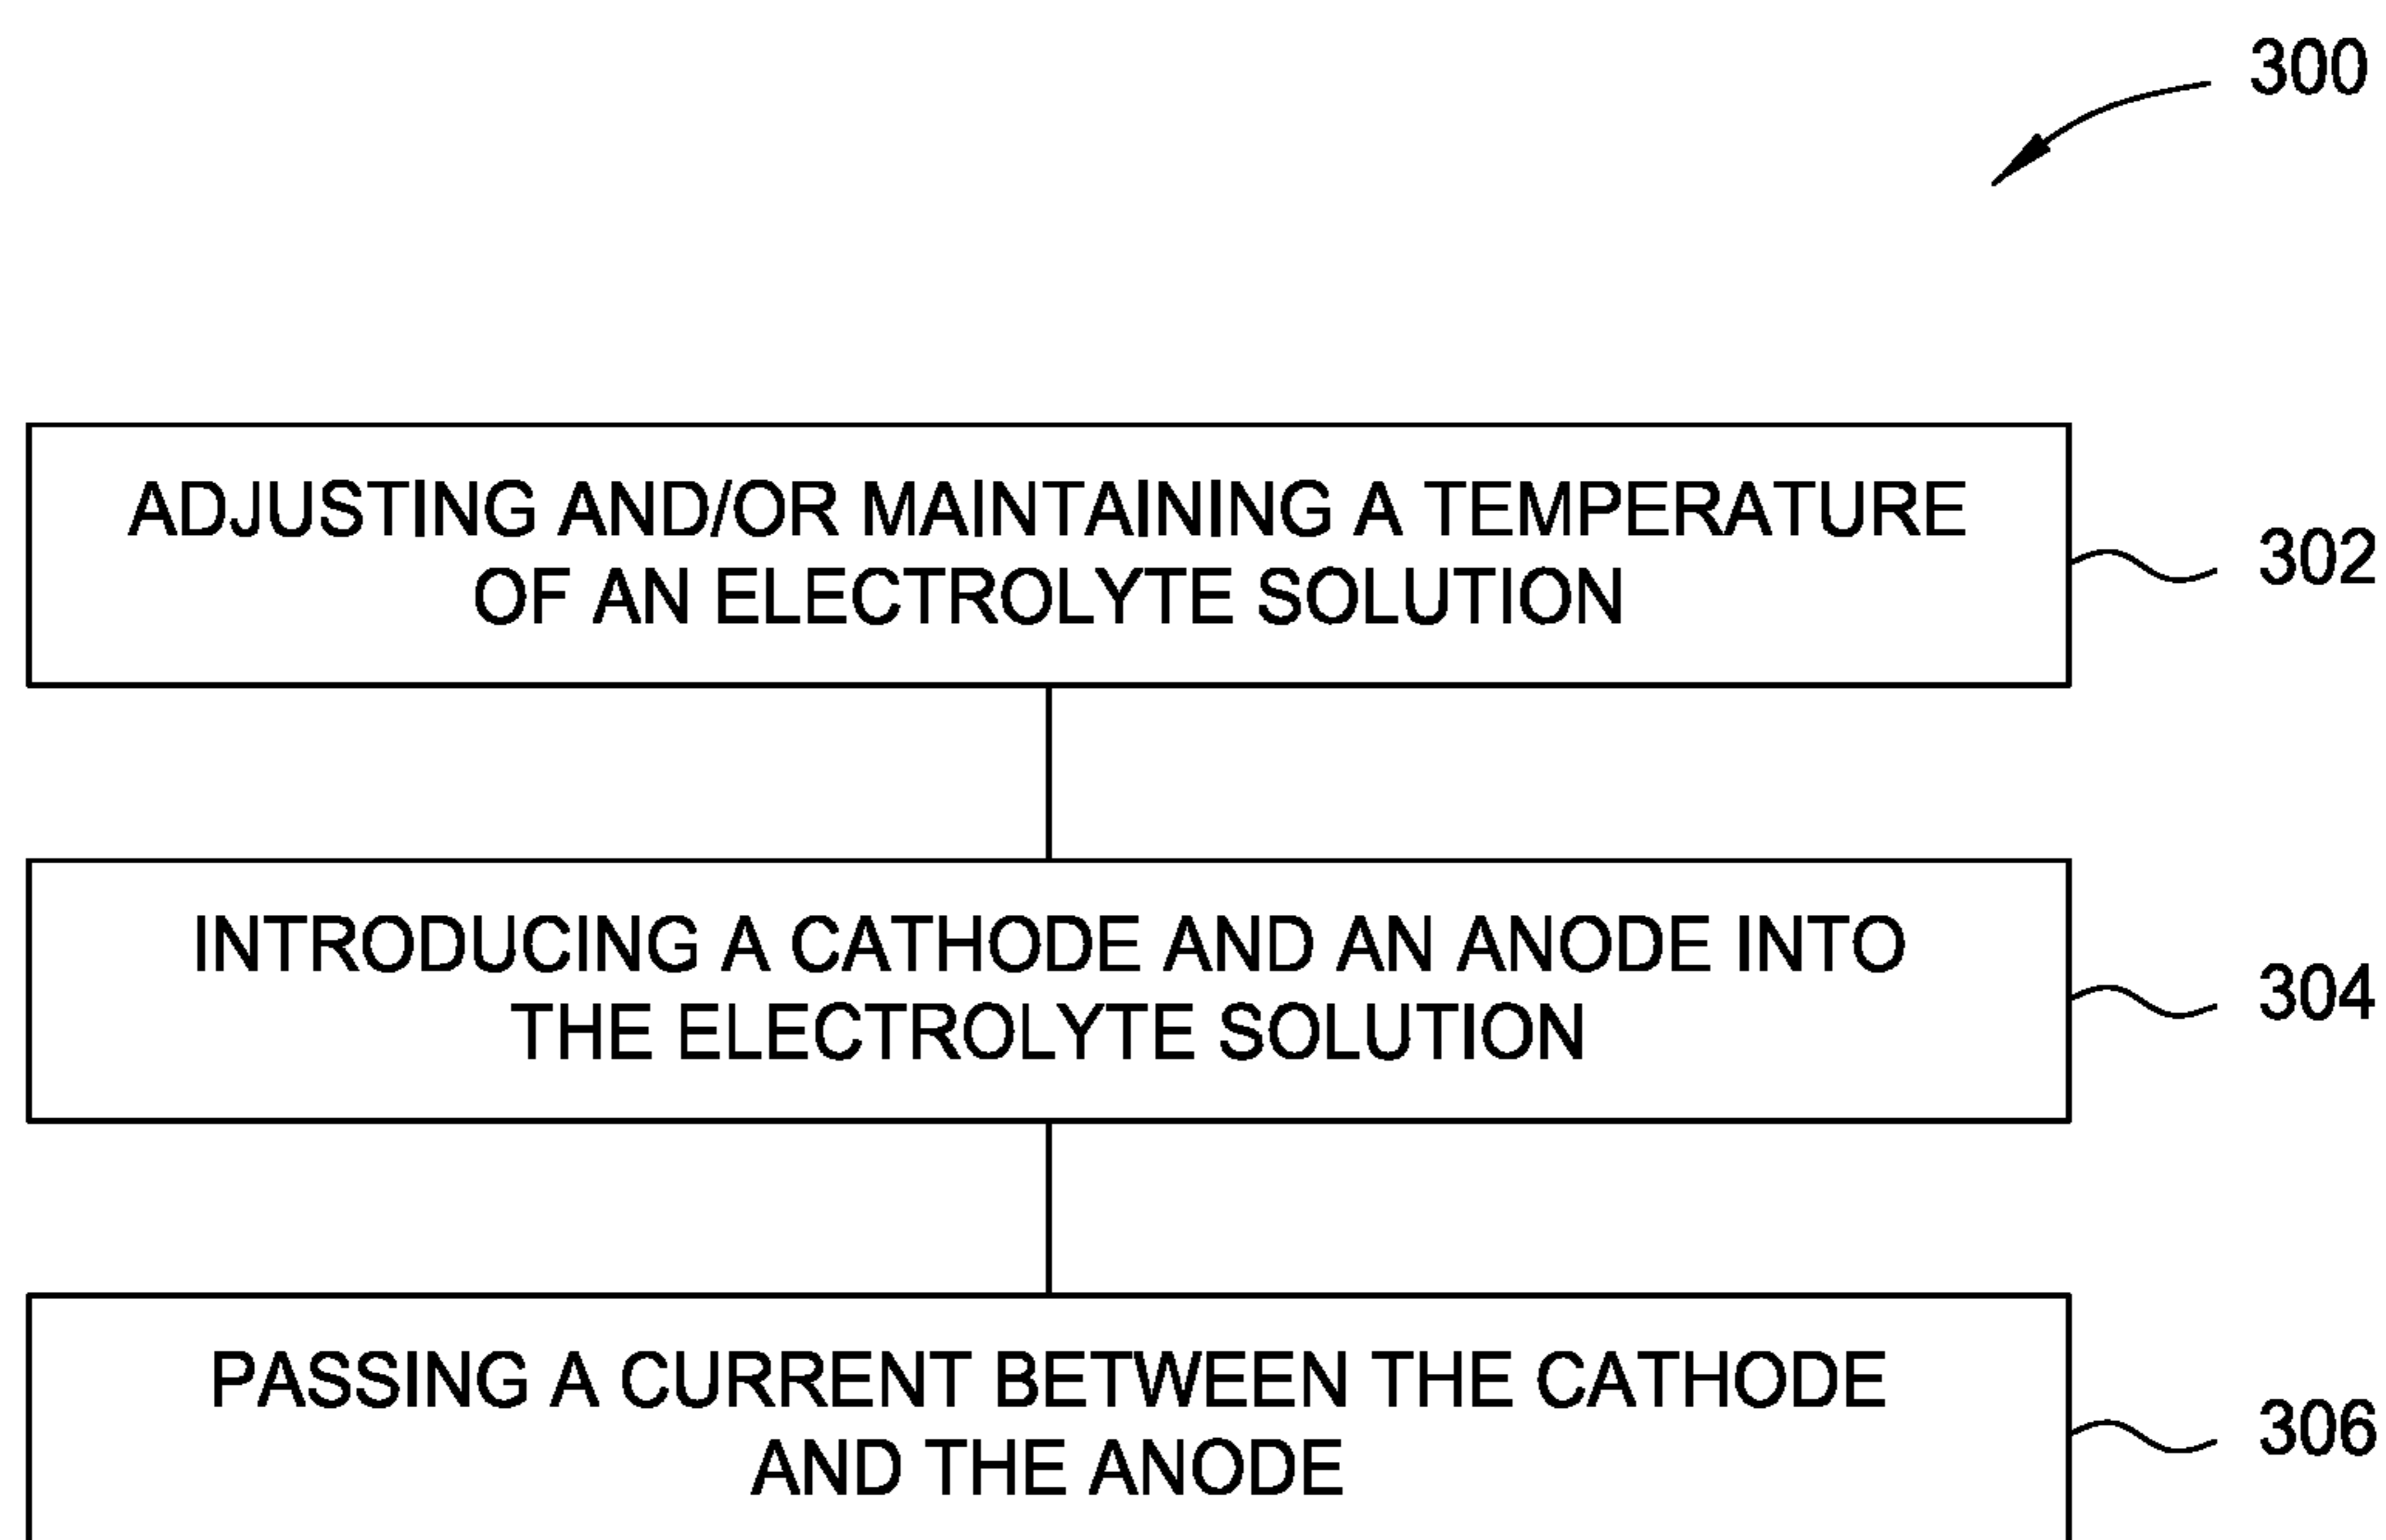 300
ADJUSTING AND/OR MAINTAINING A TEMPERATURE
OF AN ELECTROLYTE SOLUTION
302
INTRODUCING A CATHODE AND AN ANODE INTO
THE ELECTROLYTE SOLUTION
304
PASSING A CURRENT BETWEEN THE CATHODE
AND THE ANODE
306